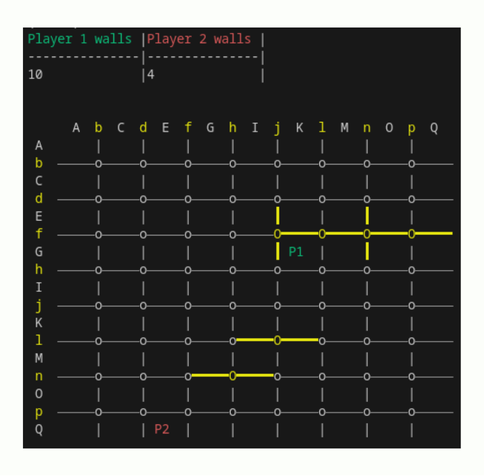 Player 1 walls |Player 2 walls |
---------------|---------------|
10 |4 |
A b C d E f G h I j K l M n O p Q
A
b
C
d
E
f
G P1
h
I
j
K
l
M
n
O
p
Q P2